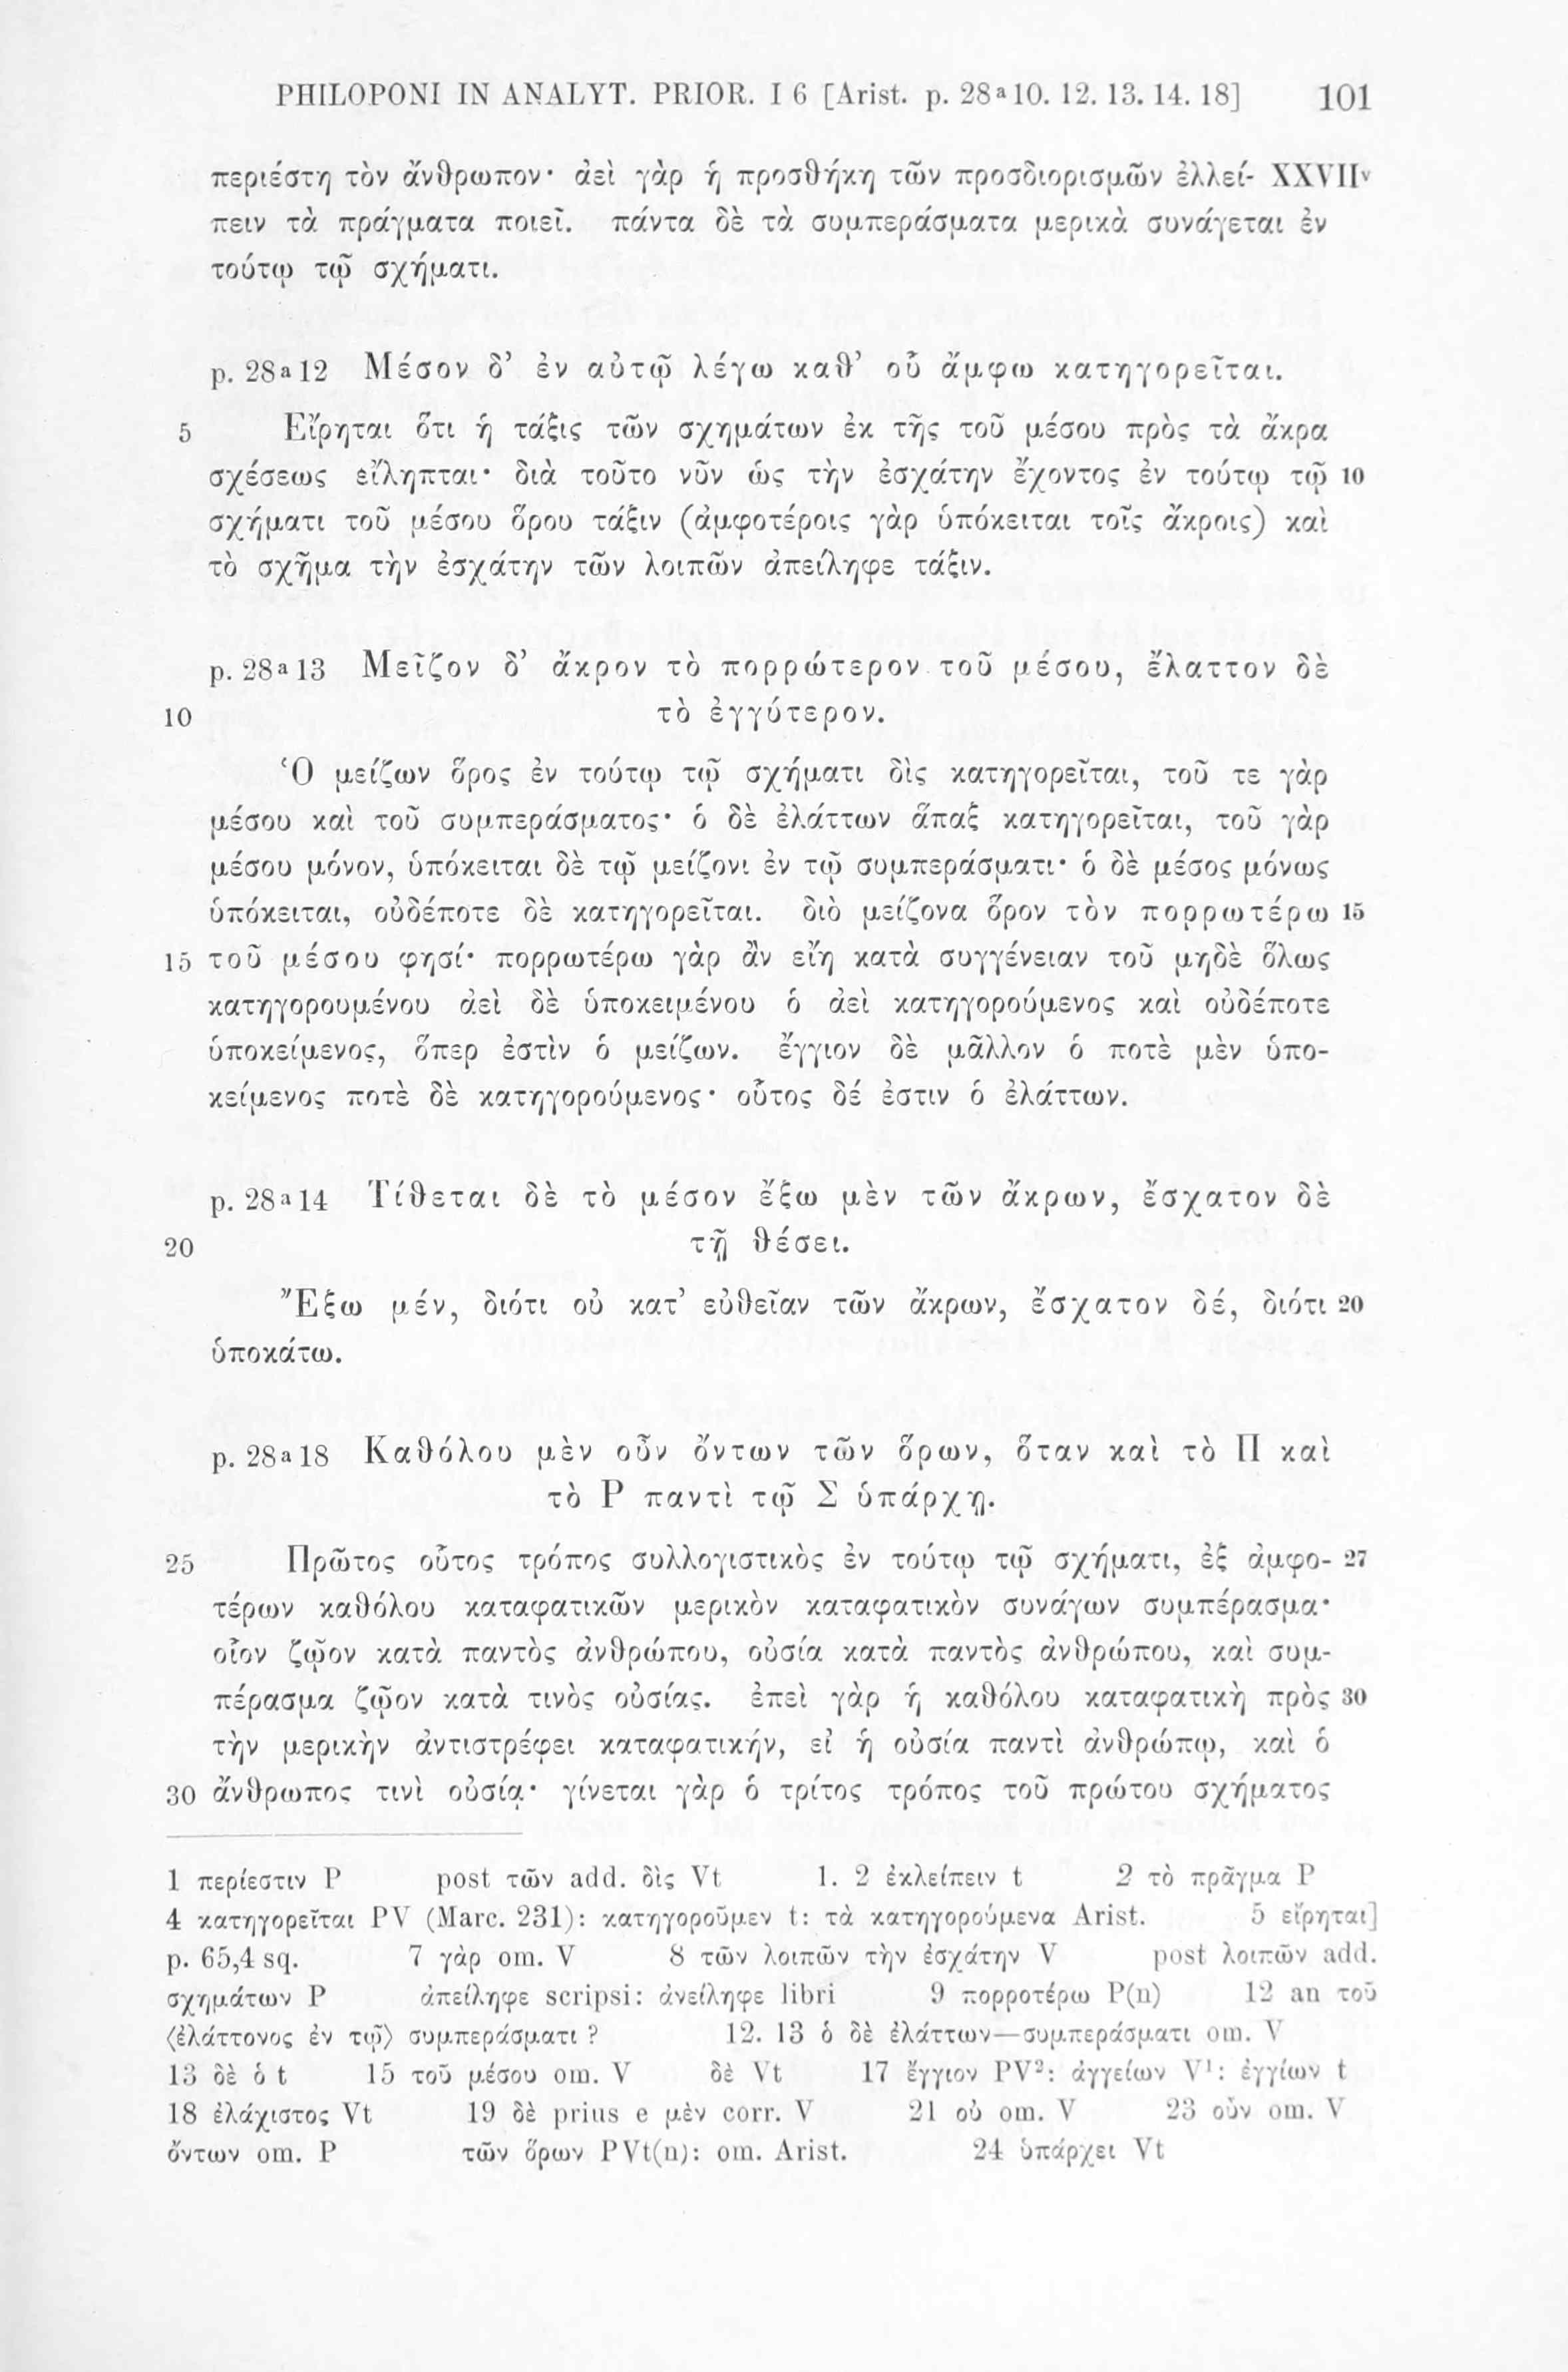 PHILOPONI IN ANALYT. PRIOR. I 6 [Arist. p. 28ᵃ10. 12. 13. 14. 18] 101
περιέστη τὸν ἄνθρωπον· ἀεὶ γὰρ ἡ προσθήκη τῶν προσδιορισμῶν ἐλλεί- XXVIIᵛ
πειν τὰ πράγματα ποιεῖ. πάντα δὲ τὰ συμπεράσματα μερικὰ συνάγεται ἐν
τούτῳ τῷ σχήματι.
p. 28ᵃ12 Μέσον δ’ ἐν αὐτῷ λέγω καθ’ οὗ ἄμφω κατηγορεῖται.
5 Εἴρηται ὅτι ἡ τάξις τῶν σχημάτων ἐκ τῆς τοῦ μέσου πρὸς τὰ ἄκρα
σχέσεως εἴληπται· διὰ τοῦτο νῦν ὡς τὴν ἐσχάτην ἔχοντος ἐν τούτῳ τῷ 10
σχήματι τοῦ μέσου ὅρου τάξιν (ἀμφοτέροις γὰρ ὑπόκειται τοῖς ἄκροις) καὶ
τὸ σχῆμα τὴν ἐσχάτην τῶν λοιπῶν ἀπείληφε τάξιν.
p. 28ᵃ13 Μεῖζον δ’ ἄκρον τὸ πορρώτερον τοῦ μέσου, ἔλαττον δὲ
10 τὸ ἐγγύτερον.
Ὁ μείζων ὅρος ἐν τούτῳ τῷ σχήματι δὶς κατηγορεῖται, τοῦ τε γὰρ
μέσου καὶ τοῦ συμπεράσματος· ὁ δὲ ἐλάττων ἅπαξ κατηγορεῖται, τοῦ γὰρ
μέσου μόνον, ὑπόκειται δὲ τῷ μείζονι ἐν τῷ συμπεράσματι· ὁ δὲ μέσος μόνως
ὑπόκειται, οὐδέποτε δὲ κατηγορεῖται. διὸ μείζονα ὅρον τὸν πορρωτέρω 15
15 τοῦ μέσου φησί· πορρωτέρω γὰρ ἂν εἴη κατὰ συγγένειαν τοῦ μηδὲ ὅλως
κατηγορουμένου ἀεὶ δὲ ὑποκειμένου ὁ ἀεὶ κατηγορούμενος καὶ οὐδέποτε
ὑποκείμενος, ὅπερ ἐστὶν ὁ μείζων. ἔγγιον δὲ μᾶλλον ὁ ποτὲ μὲν ὑπο-
κείμενος ποτὲ δὲ κατηγορούμενος· οὗτος δέ ἐστιν ὁ ἐλάττων.
p. 28ᵃ14 Τίθεται δὲ τὸ μέσον ἔξω μὲν τῶν ἄκρων, ἔσχατον δὲ
20 τῇ θέσει.
Ἔξω μέν, διότι οὐ κατ’ εὐθεῖαν τῶν ἄκρων, ἔσχατον δέ, διότι 20
ὑποκάτω.
p. 28ᵃ18 Καθόλου μὲν οὖν ὄντων τῶν ὅρων, ὅταν καὶ τὸ Π καὶ
τὸ Ρ παντὶ τῷ Σ ὑπάρχῃ.
25 Πρῶτος οὗτος τρόπος συλλογιστικὸς ἐν τούτῳ τῷ σχήματι, ἐξ ἀμφο- 27
τέρων καθόλου καταφατικῶν μερικὸν καταφατικὸν συνάγων συμπέρασμα·
οἷον ζῷον κατὰ παντὸς ἀνθρώπου, οὐσία κατὰ παντὸς ἀνθρώπου, καὶ συμ-
πέρασμα ζῷον κατὰ τινὸς οὐσίας. ἐπεὶ γὰρ ἡ καθόλου καταφατικὴ πρὸς 30
τὴν μερικὴν ἀντιστρέφει καταφατικήν, εἰ ἡ οὐσία παντὶ ἀνθρώπῳ, καὶ ὁ
30 ἄνθρωπος τινὶ οὐσίᾳ· γίνεται γὰρ ὁ τρίτος τρόπος τοῦ πρώτου σχήματος
1 περίεστιν P post τῶν add. δὶς Vt 1. 2 ἐκλείπειν t 2 τὸ πρᾶγμα P
4 κατηγορεῖται PV (Marc. 231): κατηγοροῦμεν t: τὰ κατηγορούμενα Arist. 5 εἴρηται]
p. 65,4 sq. 7 γὰρ om. V 8 τῶν λοιπῶν τὴν ἐσχάτην V post λοιπῶν add.
σχημάτων P ἀπείληφε scripsi: ἀνείληφε libri 9 πορροτέρω P(n) 12 an τοῦ
⟨ἐλάττονος ἐν τῷ⟩ συμπεράσματι ? 12. 13 ὁ δὲ ἐλάττων—συμπεράσματι om. V
13 δὲ ὁ t 15 τοῦ μέσου om. V δὲ Vt 17 ἔγγιον PV²: ἀγγείων V¹: ἐγγίων t
18 ἐλάχιστος Vt 19 δὲ prius e μὲν corr. V 21 οὐ om. V 23 οὖν om. V
ὄντων om. P τῶν ὅρων PVt(n): om. Arist. 24 ὑπάρχει Vt